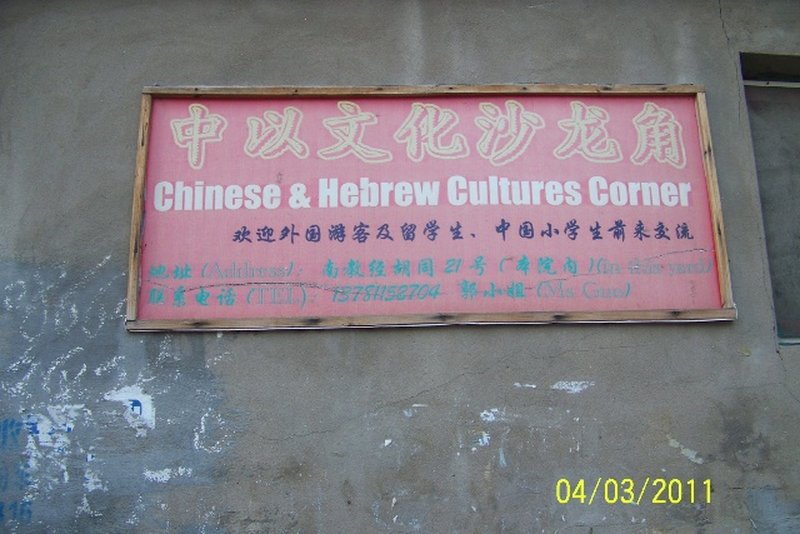 中以文化沙龙角
Chinese & Hebrew Cultures Corner
欢迎外国游客及留学生、中国小学生前来交流
地址 (Address): 南教经胡同 21 号 (本院内) (In this yard)
联系电话 (TEL): 13781152704 郭小姐 (Ms Guo)
04/03/2011